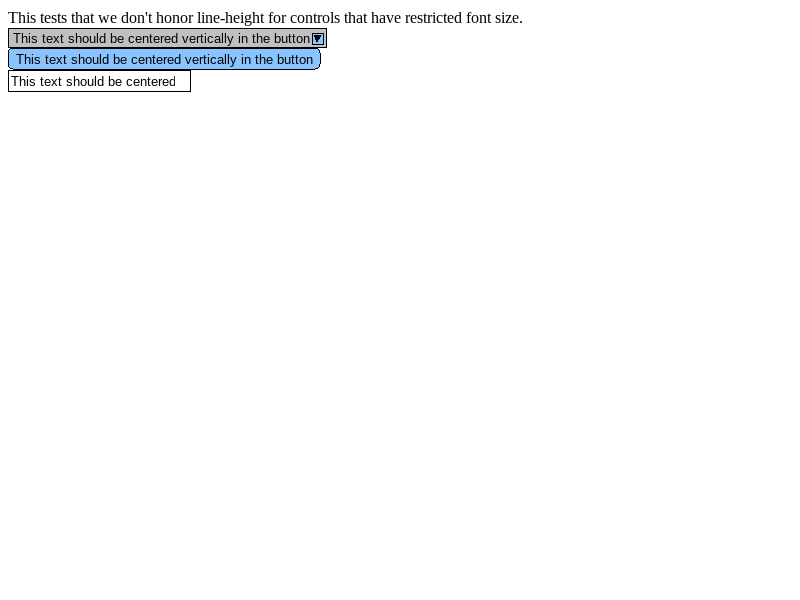 This tests that we don't honor line-height for controls that have restricted font size.
This text should be centered vertically in the button
This text should be centered vertically in the button
This text should be centered